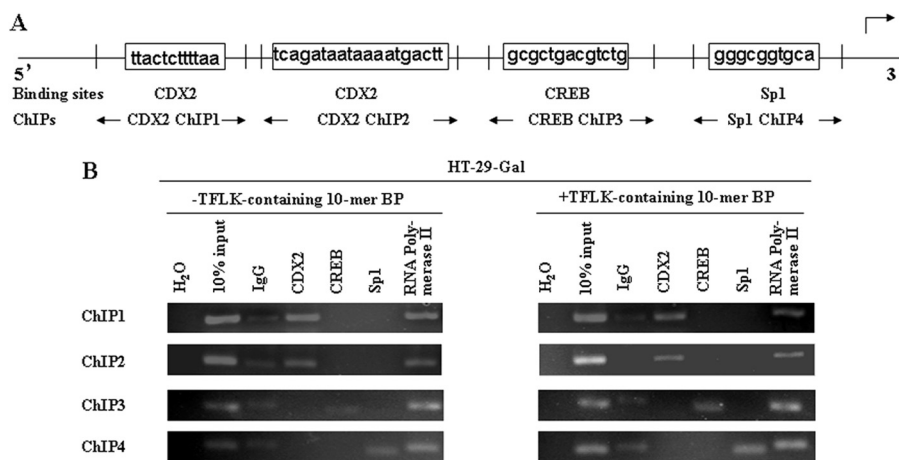 A
ttactcttttaa
tcagataataaaatgactt
gcgctgacgtctg
gggcggtgca
5’
3
Binding sites
CDX2
CDX2
CREB
Sp1
ChIPs
CDX2 ChIP1
CDX2 ChIP2
CREB ChIP3
Sp1 ChIP4
B
HT-29-Gal
-TFLK-containing 10-mer BP
+TFLK-containing 10-mer BP
H2O
10% input
IgG
CDX2
CREB
Sp1
RNA Poly-
merase II
H2O
10% input
IgG
CDX2
CREB
Sp1
RNA Poly-
merase II
ChIP1
ChIP2
ChIP3
ChIP4